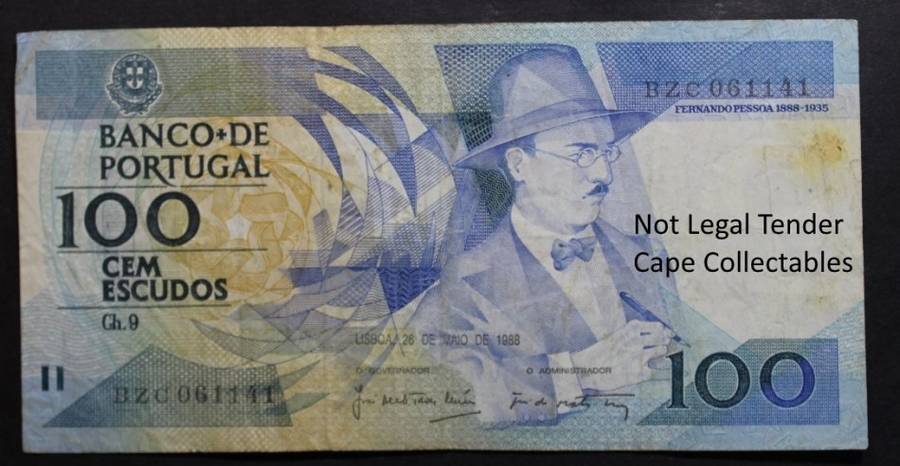 BZC 061141
FERNANDO PESSOA 1888-1935
BANCO+DE
PORTUGAL
100
CEM
ESCUDOS
Ch. 9
Not Legal Tender
Cape Collectables
LISBOA, 26 DE MAIO DE 1988
O GOVERNADOR
O ADMINISTRADOR
BZC 061141
100